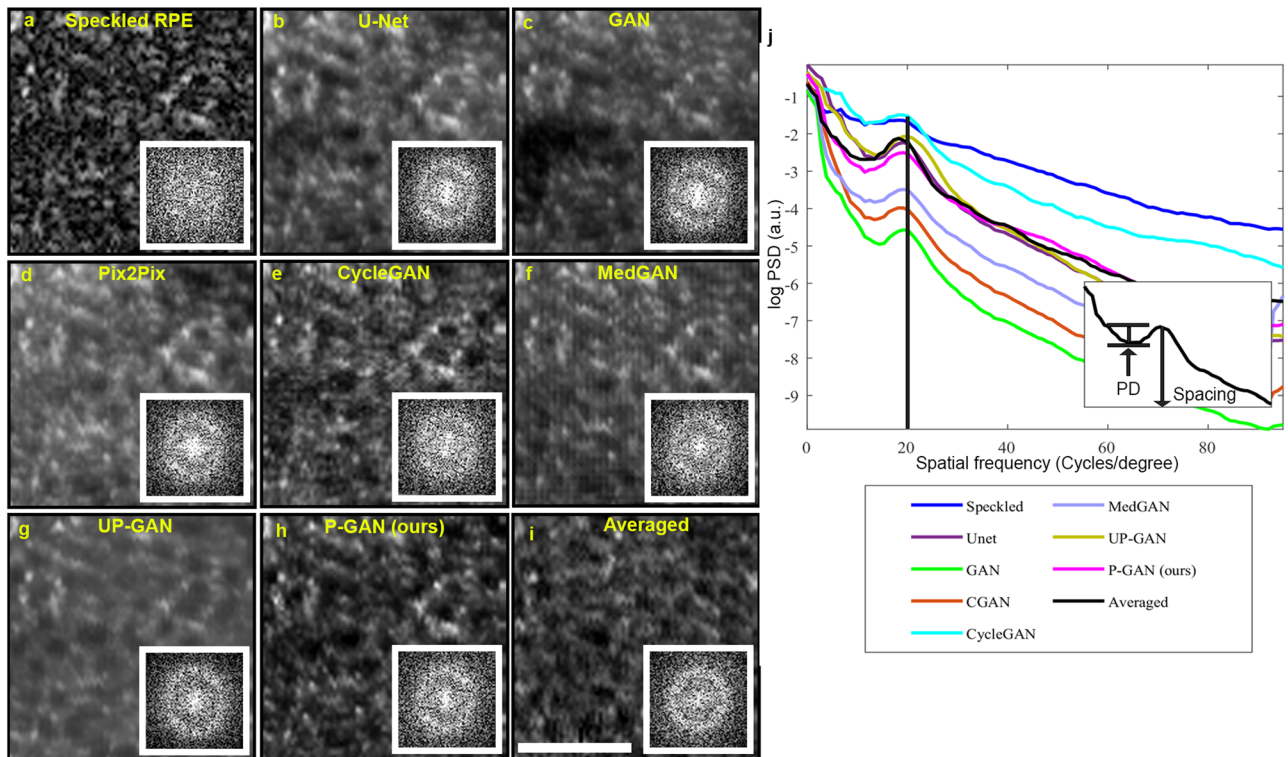 a Speckled RPE
b U-Net
c GAN
d Pix2Pix
e CycleGAN
f MedGAN
g UP-GAN
h P-GAN (ours)
i Averaged
j
log PSD (a.u.)
-1
-2
-3
-4
-5
-6
-7
-8
-9
0 20 40 60 80
Spatial frequency (Cycles/degree)
PD
Spacing
Speckled
Unet
GAN
CGAN
CycleGAN
MedGAN
UP-GAN
P-GAN (ours)
Averaged